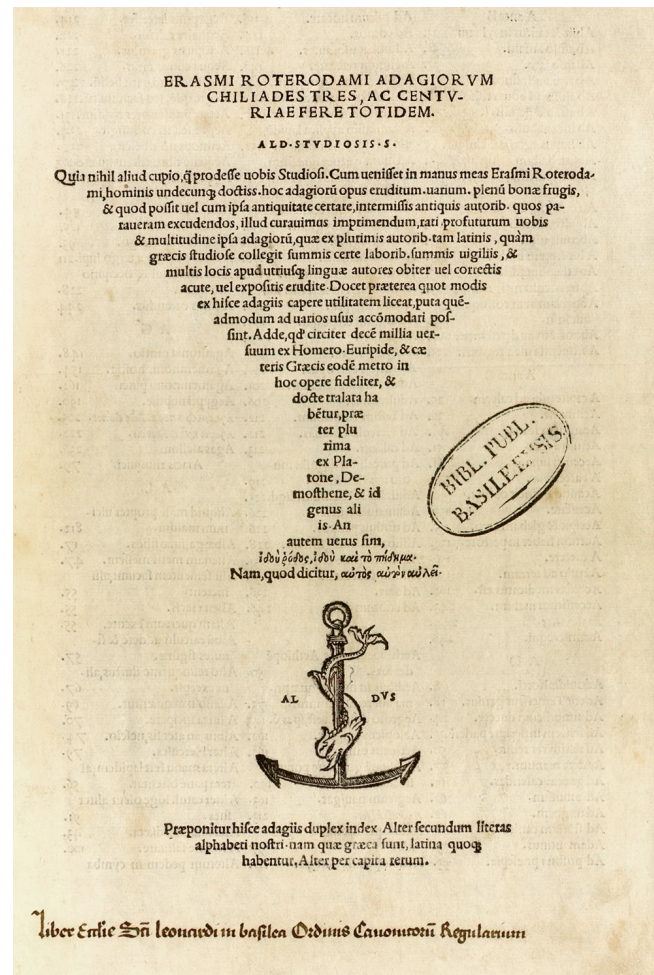 ERASMI ROTERODAMI ADAGIORVM
CHILIADES TRES, AC CENTV-
RIAE FERE TOTIDEM.
ALD·STVDIOSIS·S·
Quia nihil aliud cupio, q̃ prodesse uobis Studiosi. Cum uenisset in manus meas Erasmi Roteroda-
mi, hominis undecunq; doctiss. hoc adagiorũ opus eruditum. uarium. plenũ bonæ frugis,
& quod possit uel cum ipsa antiquitate certare, intermissis antiquis autorib. quos pa-
raueram excudendos, illud curauimus imprimendum, rati profuturum uobis
& multitudine ipsa adagiorũ, quæ ex plurimis autorib. tam latinis, quàm
græcis studiose collegit summis certe laborib. summis uigiliis, &
multis locis apud utriusq; linguæ autores obiter uel correctis
acute, uel expositis erudite. Docet præterea quot modis
ex hisce adagiis capere utilitatem liceat, puta quẽ-
admodum ad uarios usus accõmodari pos-
sint. Adde, qd' circiter decẽ millia uer-
suum ex Homero. Euripide, & cæ
teris Græcis eodẽ metro in
hoc opere fideliter, &
docte tralata ha
bẽtur, præ
ter plu
rima
ex Pla-
tone, De-
mosthene, & id
genus ali
is. An
autem uerus sim,
ἰδοὺ ῥόδος, ἰδοὺ καὶ τὸ πήδημα.
Nam, quod dicitur, αὐτὸς αὑτὸν αὐλεῖ.
BIBL. PUBL.
BASILEENSIS.
AL DVS
Præponitur hisce adagiis duplex index. Alter secundum literas
alphabeti nostri. nam quæ græca sunt, latina quoq;
habentur, Alter per capita rerum.
Liber Eccl̃ie Sc̃ti leonardi in basilea Ordinis Canonicorũ Regularium